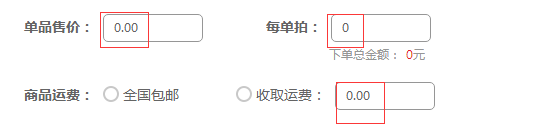 单品售价： 0.00 每单拍： 0
下单总金额： 0元
商品运费： 全国包邮 收取运费： 0.00